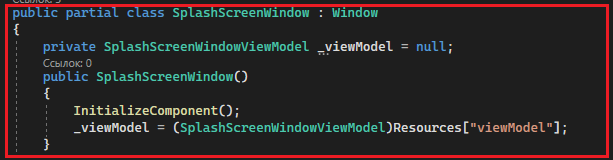 Ссылок: 3
public partial class SplashScreenWindow : Window
{
private SplashScreenWindowViewModel _viewModel = null;
Ссылок: 0
public SplashScreenWindow()
{
InitializeComponent();
_viewModel = (SplashScreenWindowViewModel)Resources["viewModel"];
}